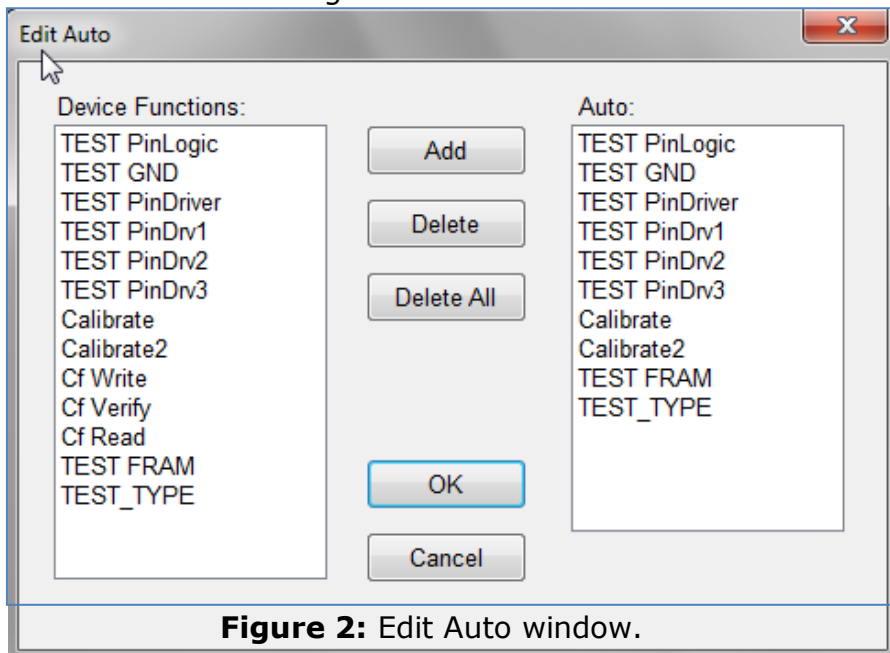 Edit Auto
Device Functions:
TEST PinLogic
TEST GND
TEST PinDriver
TEST PinDrv1
TEST PinDrv2
TEST PinDrv3
Calibrate
Calibrate2
Cf Write
Cf Verify
Cf Read
TEST FRAM
TEST_TYPE
Add
Delete
Delete All
OK
Cancel
Auto:
TEST PinLogic
TEST GND
TEST PinDriver
TEST PinDrv1
TEST PinDrv2
TEST PinDrv3
Calibrate
Calibrate2
TEST FRAM
TEST_TYPE
Figure 2: Edit Auto window.